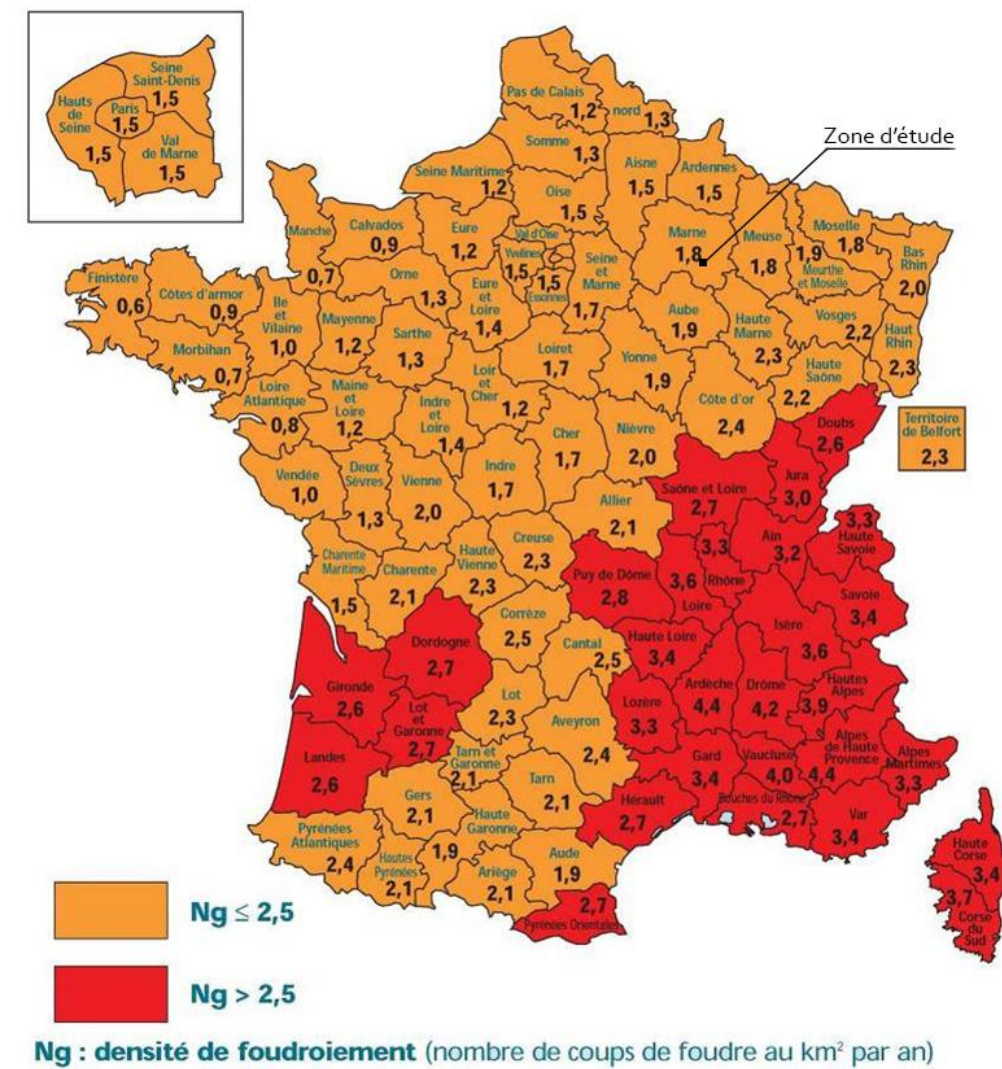 Seine
Saint-Denis
1,5
Hauts
de
Seine
1,5
Paris
1,5
Val
de Marne
1,5
Pas de Calais
1,2
nord
1,3
Zone d'étude
Somme
1,3
Seine Maritime
1,2
Aisne
1,5
Ardennes
1,5
Oise
1,5
Manche
0,7
Calvados
0,9
Eure
1,2
Val d'Oise
Yvelines
1,5
1,5
Essonnes
Seine
et
Marne
1,7
Marne
1,8
Meuse
1,8
Moselle
1,8
1,9
Meurthe
et Moselle
Bas
Rhin
2,0
Finistère
0,6
Côtes d'armor
0,9
Ile
et
Vilaine
1,0
Orne
1,3
Eure
et
Loire
1,4
Aube
1,9
Haute
Marne
2,3
Vosges
2,2
Haut
Rhin
2,3
Morbihan
0,7
Mayenne
1,2
Sarthe
1,3
Loiret
1,7
Yonne
1,9
Haute
Saône
2,2
Loire
Atlantique
0,8
Maine
et
Loire
1,2
Indre
et
Loire
1,4
Loir
et
Cher
1,2
Cher
1,7
Nièvre
2,0
Côte d'or
2,4
Doubs
2,6
Territoire
de Belfort
2,3
Vendée
1,0
Deux
Sèvres
1,3
Vienne
2,0
Indre
1,7
Allier
2,1
Saône et Loire
2,7
Jura
3,0
Charente
Maritime
1,5
Charente
2,1
Haute
Vienne
2,3
Creuse
2,3
Puy de Dôme
2,8
3,6
Loire
3,3
Rhône
Ain
3,2
3,3
Haute
Savoie
Savoie
3,4
Corrèze
2,5
Cantal
2,5
Haute Loire
3,4
Isère
3,6
Dordogne
2,7
Gironde
2,6
Lot
et
Garonne
2,7
Lot
2,3
Aveyron
2,4
Lozère
3,3
Ardèche
4,4
Drôme
4,2
Hautes
Alpes
3,9
Landes
2,6
Tarn et
Garonne
2,1
Tarn
2,1
Gard
3,4
Vaucluse
4,0
Alpes
de Haute
Provence
4,4
Alpes
Martimes
3,3
Gers
2,1
Haute
Garonne
1,9
Hérault
2,7
Bouches du Rhône
2,7
Var
3,4
Pyrénées
Atlantiques
2,4
Hautes
Pyrénées
2,1
Ariège
2,1
Aude
1,9
2,7
Pyrénées Orientales
Haute
Corse
3,4
3,7
Corse
du
Sud
Ng ≤ 2,5
Ng > 2,5
Ng : densité de foudroiement (nombre de coups de foudre au km² par an)